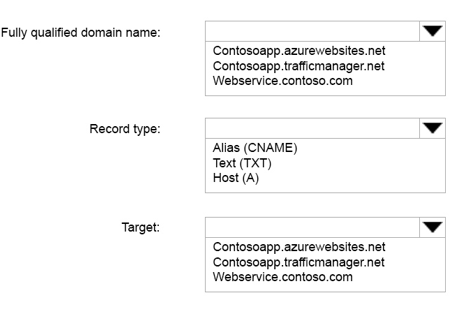 Fully qualified domain name:
Contosoapp.azurewebsites.net
Contosoapp.trafficmanager.net
Webservice.contoso.com
Record type:
Alias (CNAME)
Text (TXT)
Host (A)
Target:
Contosoapp.azurewebsites.net
Contosoapp.trafficmanager.net
Webservice.contoso.com